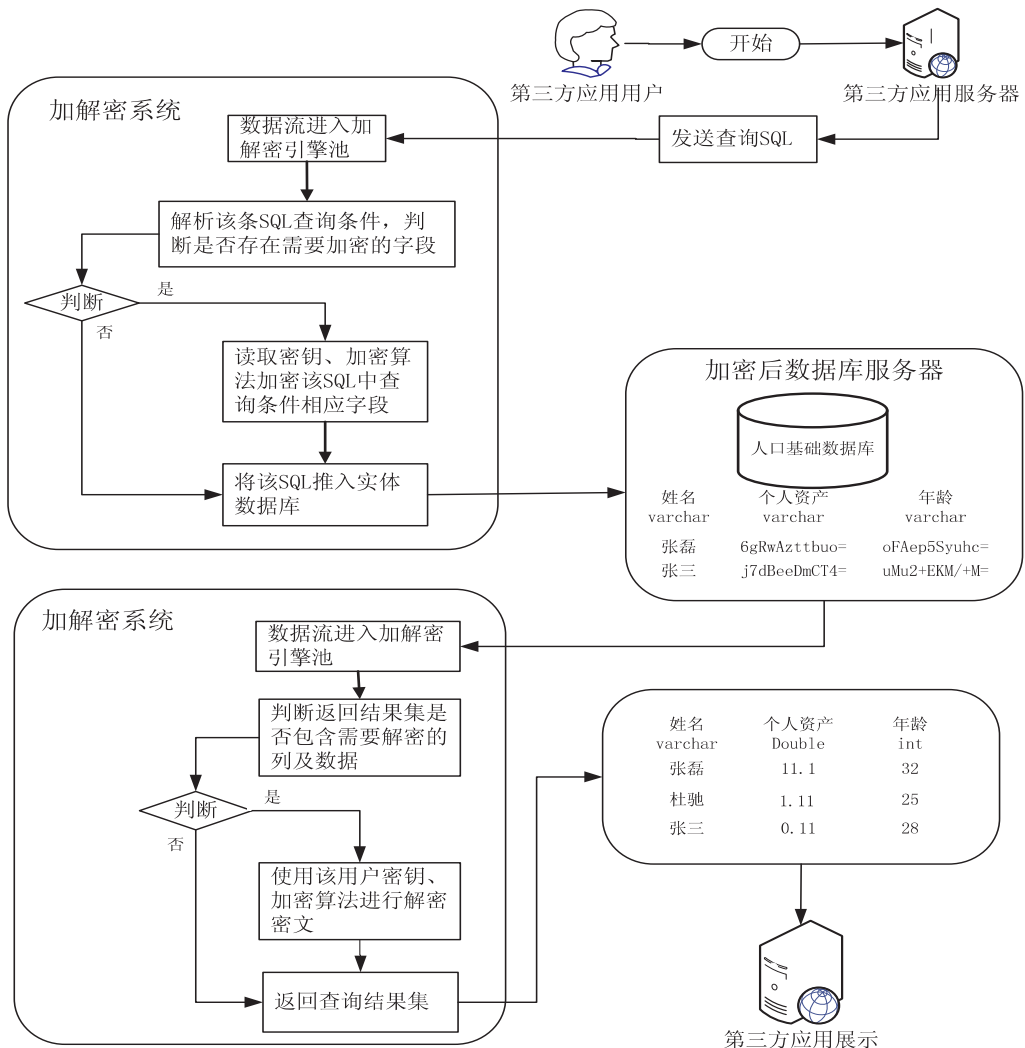 开始
第三方应用用户
第三方应用服务器
发送查询SQL
加解密系统
数据流进入加
解密引擎池
解析该条SQL查询条件，判
断是否存在需要加密的字段
判断
是
否
读取密钥、加密算
法加密该SQL中查
询条件相应字段
将该SQL推入实体
数据库
加密后数据库服务器
人口基础数据库
姓名 个人资产 年龄
varchar varchar varchar
张磊 6gRwAzttbuo= oFAep5Syuhc=
张三 j7dBeeDmCT4= uMu2+EKM/+M=
加解密系统
数据流进入加解密
引擎池
判断返回结果集是
否包含需要解密的
列及数据
判断
是
否
使用该用户密钥、
加密算法进行解密
密文
返回查询结果集
姓名 个人资产 年龄
varchar Double int
张磊 11.1 32
杜驰 1.11 25
张三 0.11 28
第三方应用展示